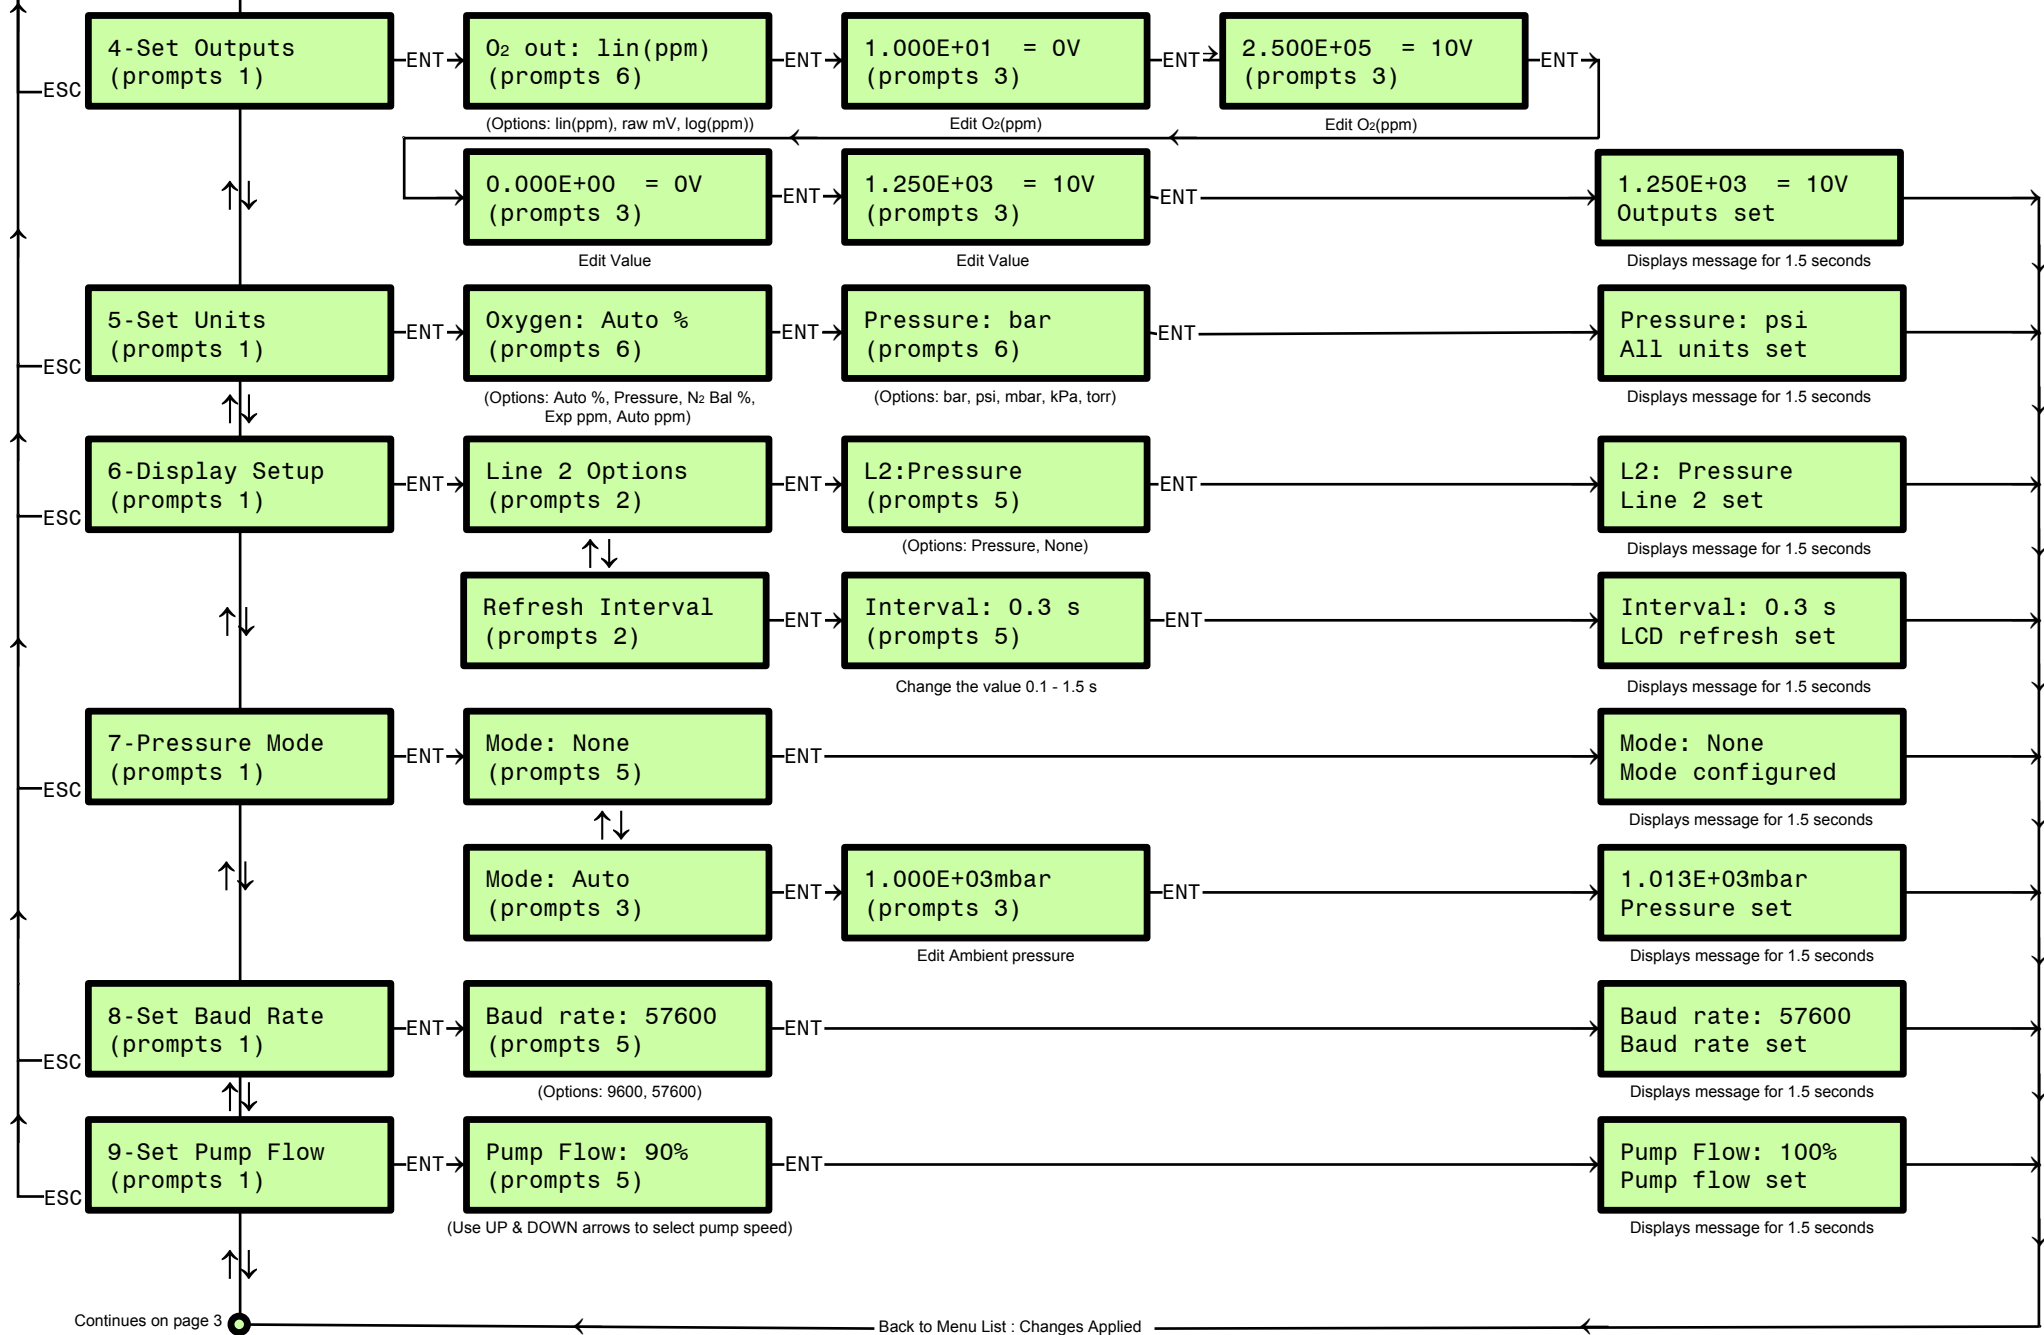 4-Set Outputs
(prompts 1)
ENT
O₂ out: lin(ppm)
(prompts 6)
(Options: lin(ppm), raw mV, log(ppm))
ENT
1.000E+01 = 0V
(prompts 3)
Edit O₂(ppm)
ENT
2.500E+05 = 10V
(prompts 3)
Edit O₂(ppm)
ENT
ESC
0.000E+00 = 0V
(prompts 3)
Edit Value
ENT
1.250E+03 = 10V
(prompts 3)
Edit Value
ENT
1.250E+03 = 10V
Outputs set
Displays message for 1.5 seconds
5-Set Units
(prompts 1)
ESC
ENT
Oxygen: Auto %
(prompts 6)
(Options: Auto %, Pressure, N₂ Bal %,
Exp ppm, Auto ppm)
ENT
Pressure: bar
(prompts 6)
(Options: bar, psi, mbar, kPa, torr)
ENT
Pressure: psi
All units set
Displays message for 1.5 seconds
6-Display Setup
(prompts 1)
ESC
ENT
Line 2 Options
(prompts 2)
ENT
L2:Pressure
(prompts 5)
(Options: Pressure, None)
ENT
L2: Pressure
Line 2 set
Displays message for 1.5 seconds
Refresh Interval
(prompts 2)
ENT
Interval: 0.3 s
(prompts 5)
Change the value 0.1 - 1.5 s
ENT
Interval: 0.3 s
LCD refresh set
Displays message for 1.5 seconds
7-Pressure Mode
(prompts 1)
ESC
ENT
Mode: None
(prompts 5)
ENT
Mode: None
Mode configured
Displays message for 1.5 seconds
Mode: Auto
(prompts 3)
ENT
1.000E+03mbar
(prompts 3)
Edit Ambient pressure
ENT
1.013E+03mbar
Pressure set
Displays message for 1.5 seconds
8-Set Baud Rate
(prompts 1)
ESC
ENT
Baud rate: 57600
(prompts 5)
(Options: 9600, 57600)
ENT
Baud rate: 57600
Baud rate set
Displays message for 1.5 seconds
9-Set Pump Flow
(prompts 1)
ESC
ENT
Pump Flow: 90%
(prompts 5)
(Use UP & DOWN arrows to select pump speed)
ENT
Pump Flow: 100%
Pump flow set
Displays message for 1.5 seconds
Continues on page 3
Back to Menu List : Changes Applied